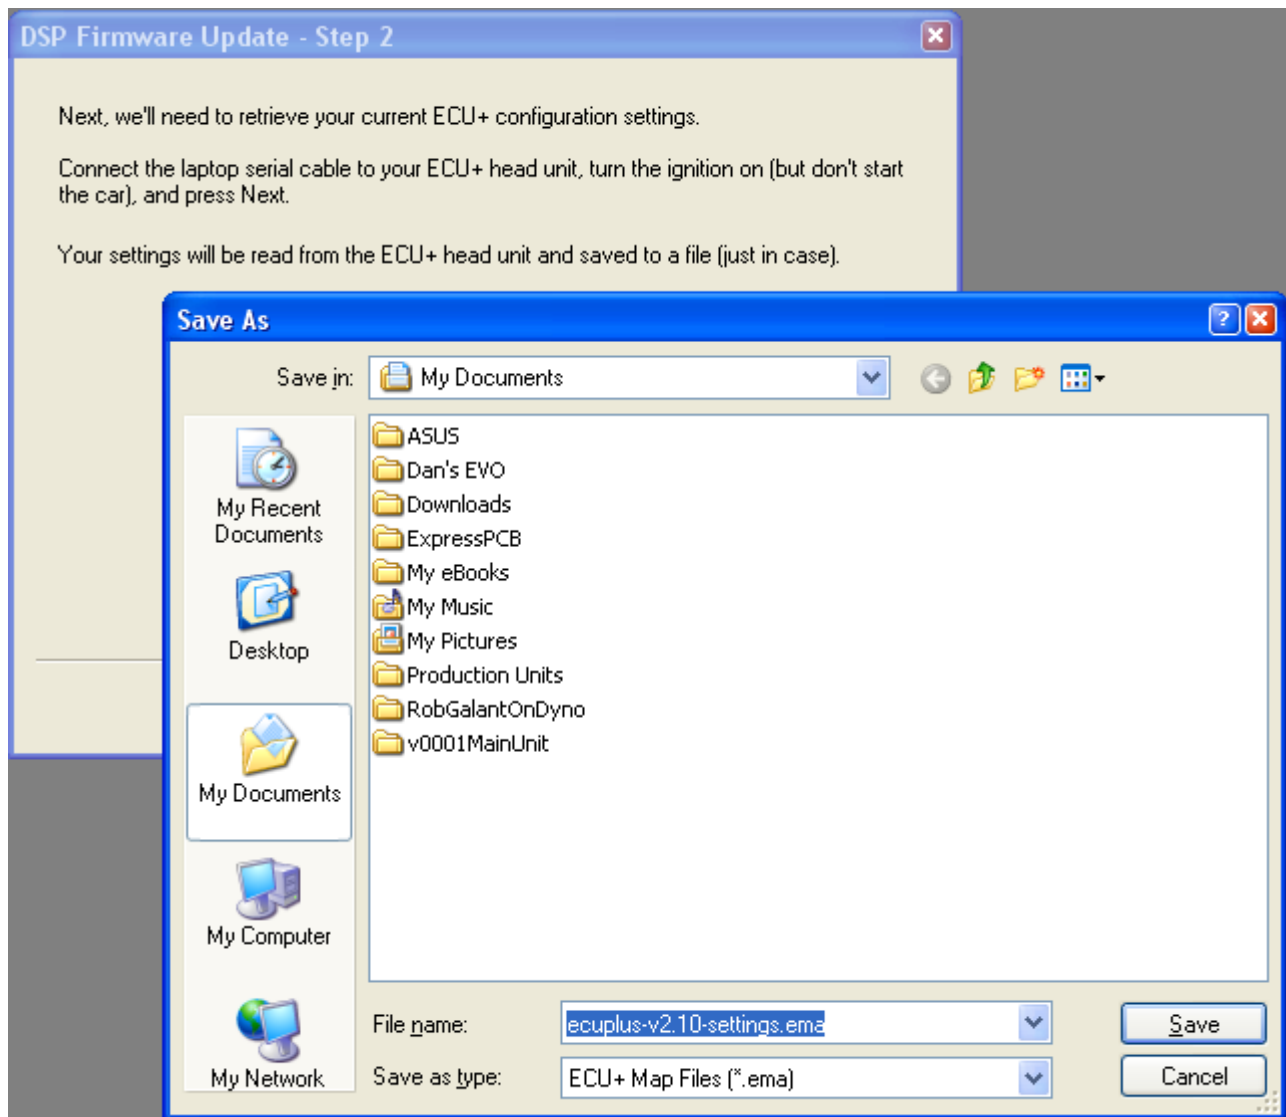 DSP Firmware Update - Step 2
Next, we'll need to retrieve your current ECU+ configuration settings.
Connect the laptop serial cable to your ECU+ head unit, turn the ignition on (but don't start
the car), and press Next.
Your settings will be read from the ECU+ head unit and saved to a file (just in case).
Save As
Save in:
My Documents
My Recent
Documents
Desktop
My Documents
My Computer
My Network
ASUS
Dan's EVO
Downloads
ExpressPCB
My eBooks
My Music
My Pictures
Production Units
RobGalantOnDyno
v0001MainUnit
File name:
ecuplus-v2.10-settings.ema
Save
Save as type:
ECU+ Map Files (*.ema)
Cancel